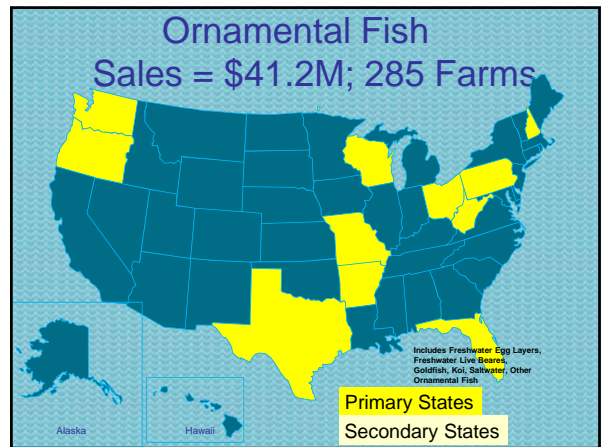 Ornamental Fish
Sales = $41.2M; 285 Farms
Includes Freshwater Egg Layers,
Freshwater Live Beares,
Goldfish, Koi, Saltwater, Other
Ornamental Fish
Primary States
Secondary States
Alaska
Hawaii